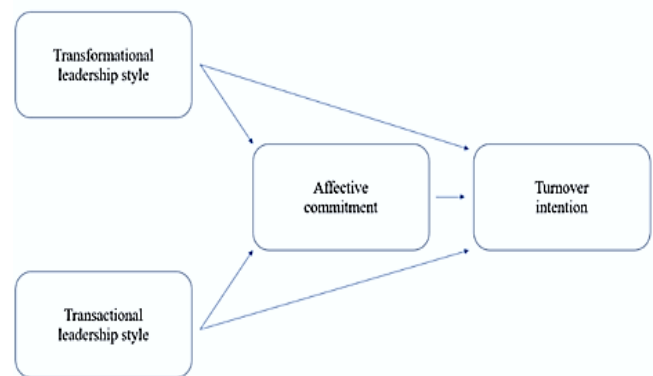 Transformational
leadership style
Affective
commitment
Turnover
intention
Transactional
leadership style